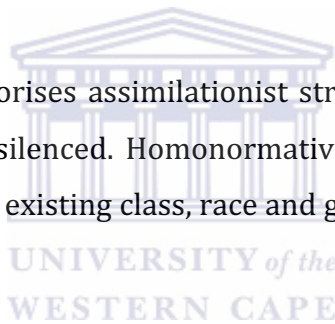 orises assimilationist str
silenced. Homonormativ
existing class, race and g
UNIVERSITY of the
WESTERN CAPE